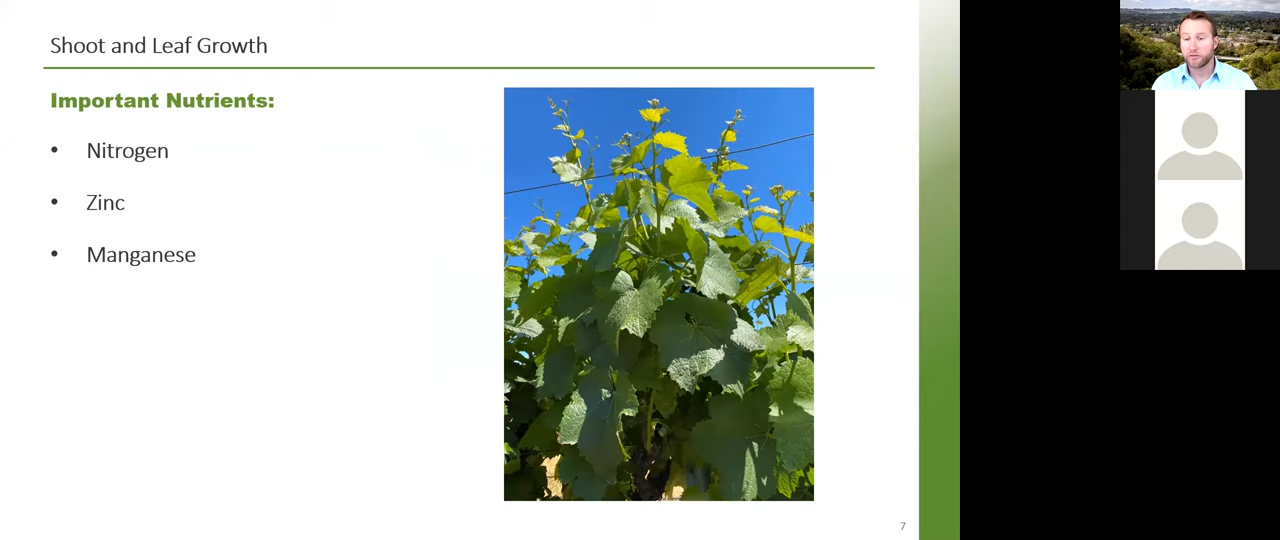 Shoot and Leaf Growth
Important Nutrients:
• Nitrogen
• Zinc
• Manganese
7